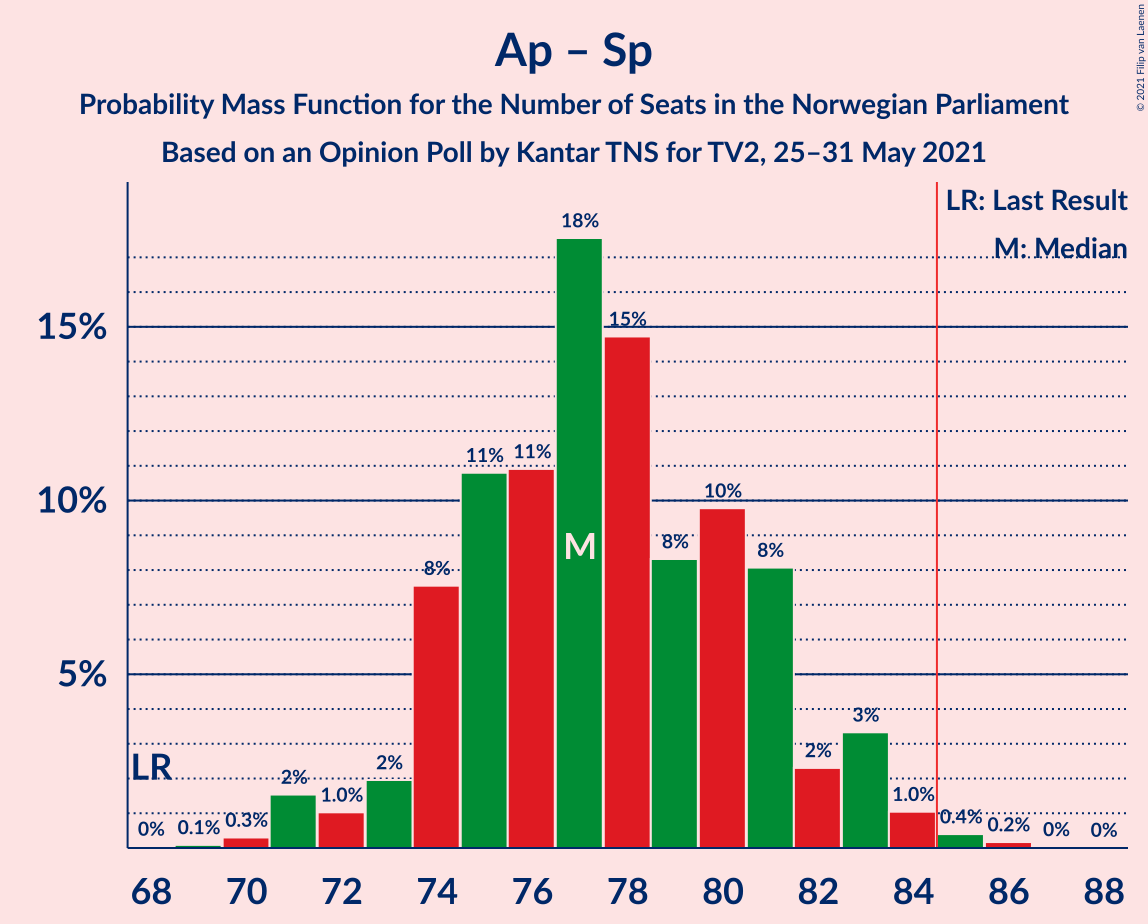 Ap – Sp
Probability Mass Function for the Number of Seats in the Norwegian Parliament
Based on an Opinion Poll by Kantar TNS for TV2, 25–31 May 2021
© 2021 Filip van Laenen
LR: Last Result
M: Median
15%
10%
5%
LR
M
0%
0.1%
0.3%
2%
1.0%
2%
8%
11%
11%
18%
15%
8%
10%
8%
2%
3%
1.0%
0.4%
0.2%
0%
0%
68 70 72 74 76 78 80 82 84 86 88